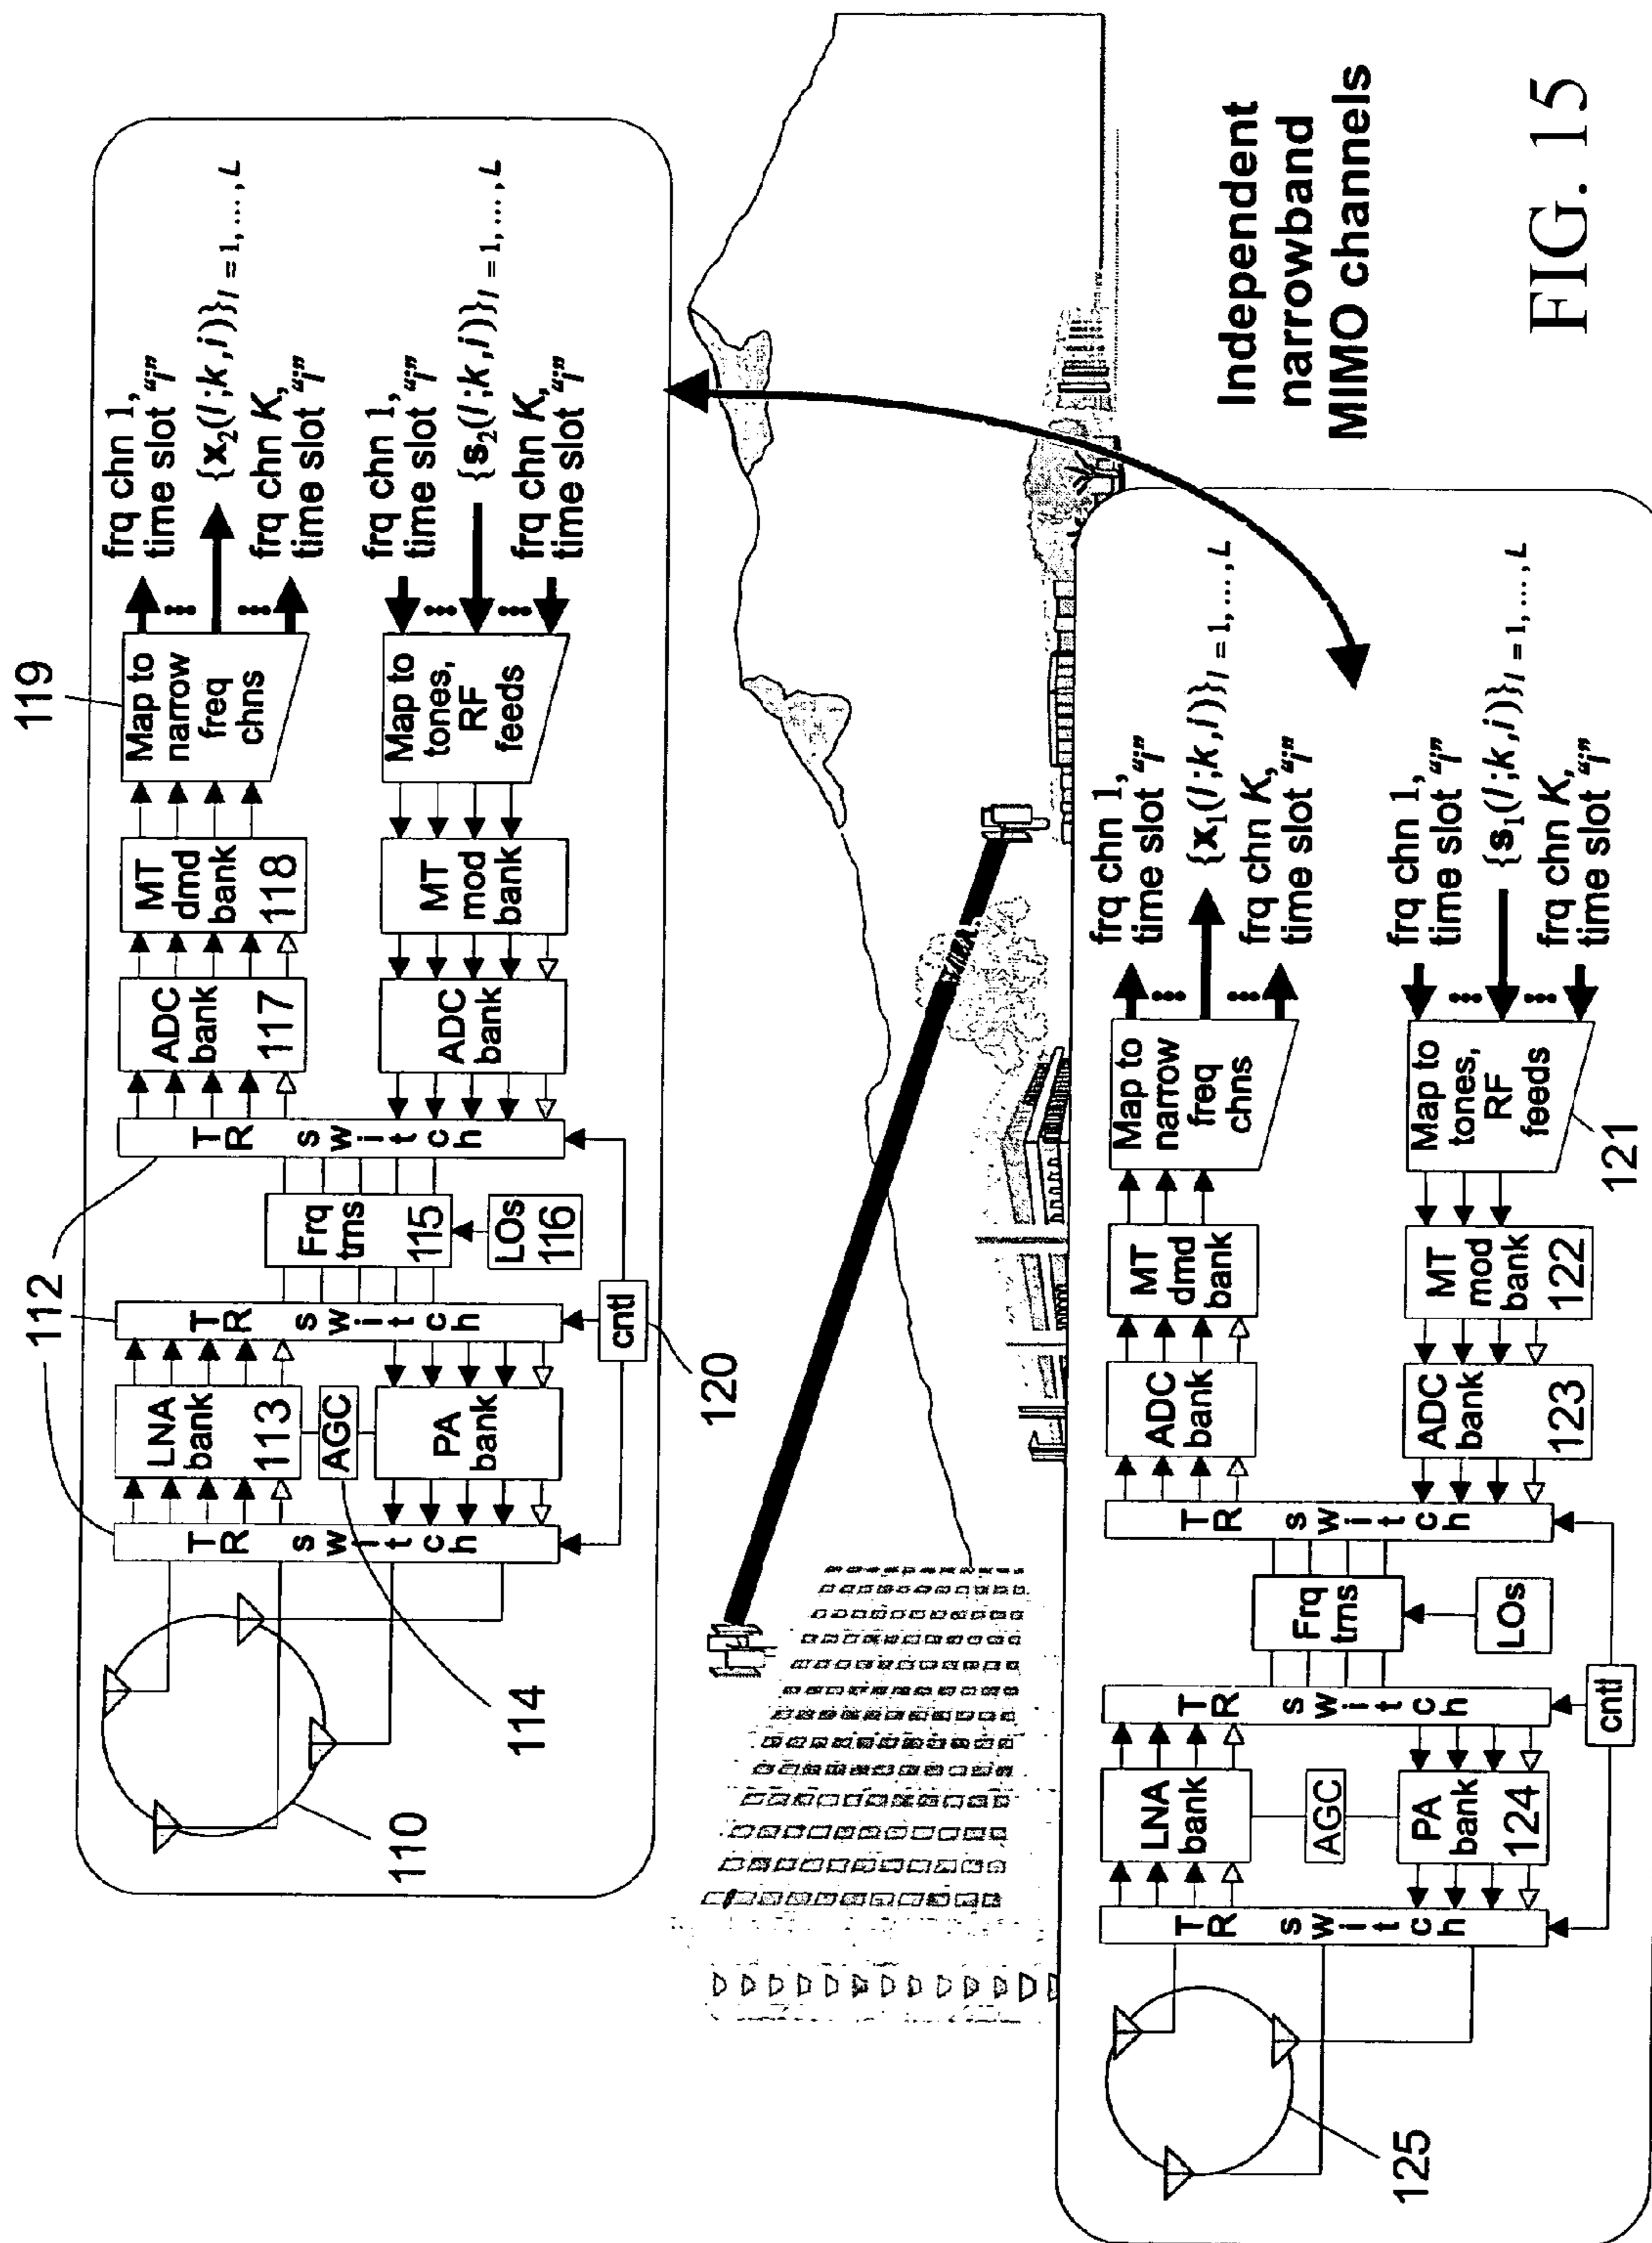 119
frq chn 1,
time slot "i"
{x2(l;k,i)}l = 1,...,L
frq chn K,
time slot "i"
frq chn 1,
time slot "i"
{s2(l;k,i)}l = 1,...,L
frq chn K,
time slot "i"
Map to
narrow
freq
chns
Map to
tones,
RF
feeds
MT
dmd
bank
118
MT
mod
bank
ADC
bank
117
ADC
bank
TR switch
112
Frq
trns
115
LOs
116
TR switch
cntl
120
LNA
bank
113
AGC
PA
bank
TR switch
114
110
Independent
narrowband
MIMO channels
frq chn 1,
time slot "i"
{x1(l;k,i)}l = 1,...,L
frq chn K,
time slot "i"
frq chn 1,
time slot "i"
{s1(l;k,i)}l = 1,...,L
frq chn K,
time slot "i"
Map to
narrow
freq
chns
Map to
tones,
RF
feeds
121
MT
dmd
bank
MT
mod
bank
122
ADC
bank
ADC
bank
123
TR switch
Frq
trns
LOs
TR switch
cntl
LNA
bank
AGC
PA
bank
124
TR switch
125
FIG. 15